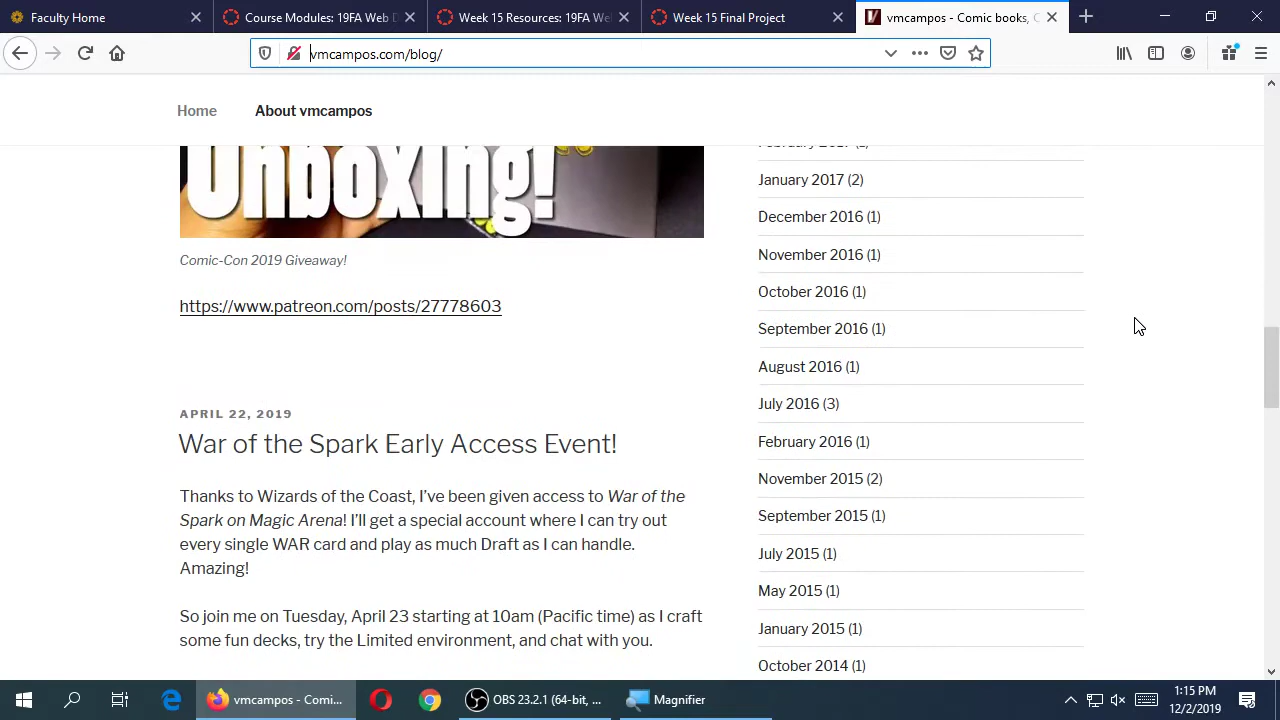 Faculty Home
Course Modules: 19FA Web D
Week 15 Resources: 19FA We
Week 15 Final Project
vmcampos - Comic books, C
vmcampos.com/blog/
Home
About vmcampos
Unboxing!
Comic-Con 2019 Giveaway!
https://www.patreon.com/posts/27778603
APRIL 22, 2019
War of the Spark Early Access Event!
Thanks to Wizards of the Coast, I’ve been given access to War of the
Spark on Magic Arena! I’ll get a special account where I can try out
every single WAR card and play as much Draft as I can handle.
Amazing!
So join me on Tuesday, April 23 starting at 10am (Pacific time) as I craft
some fun decks, try the Limited environment, and chat with you.
January 2017 (2)
December 2016 (1)
November 2016 (1)
October 2016 (1)
September 2016 (1)
August 2016 (1)
July 2016 (3)
February 2016 (1)
November 2015 (2)
September 2015 (1)
July 2015 (1)
May 2015 (1)
January 2015 (1)
October 2014 (1)
vmcampos - Comi...
OBS 23.2.1 (64-bit, ...
Magnifier
1:15 PM
12/2/2019